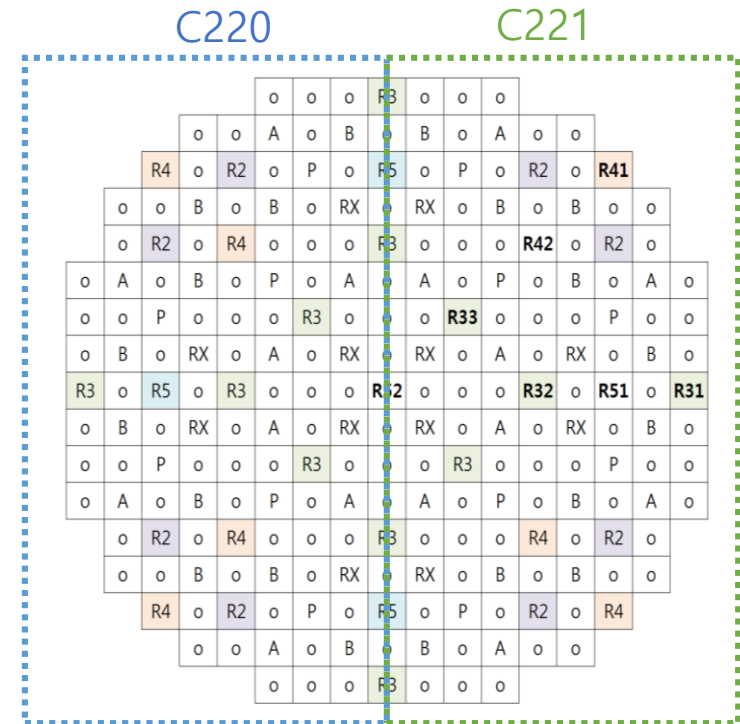 C220 C221
o o o R3 o o o
o o A o B o B o A o o
R4 o R2 o P o R5 o P o R2 o R41
o o B o B o RX o RX o B o B o o
o R2 o R4 o o o R3 o o o R42 o R2 o
o A o B o P o A o A o P o B o A o
o o P o o o R3 o o o R33 o o o P o o
o B o RX o A o RX o RX o A o RX o B o
R3 o R5 o R3 o o o R52 o o o R32 o R51 o R31
o B o RX o A o RX o RX o A o RX o B o
o o P o o o R3 o o o R3 o o o P o o
o A o B o P o A o A o P o B o A o
o R2 o R4 o o o R3 o o o R4 o R2 o
o o B o B o RX o RX o B o B o o
R4 o R2 o P o R5 o P o R2 o R4
o o A o B o B o A o o
o o o R3 o o o